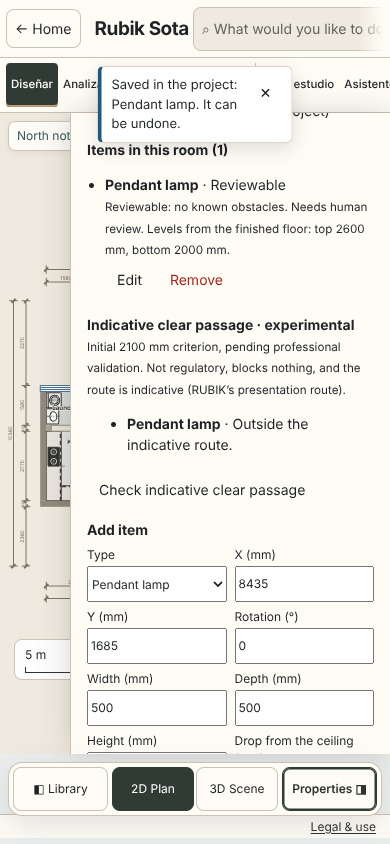 ← Home
Rubik Sota
What would you like to do
Diseñar
Analiza
estudio
Asistente
Saved in the project:
Pendant lamp. It can
be undone.
×
North not
Items in this room (1)
• Pendant lamp · Reviewable
Reviewable: no known obstacles. Needs human
review. Levels from the finished floor: top 2600
mm, bottom 2000 mm.
Edit Remove
Indicative clear passage · experimental
Initial 2100 mm criterion, pending professional
validation. Not regulatory, blocks nothing, and the
route is indicative (RUBIK’s presentation route).
• Pendant lamp · Outside the
indicative route.
Check indicative clear passage
Add item
Type X (mm)
Pendant lamp 8435
Y (mm) Rotation (°)
1685 0
Width (mm) Depth (mm)
500 500
Height (mm) Drop from the ceiling
5 m
Library
2D Plan
3D Scene
Properties
Legal & use